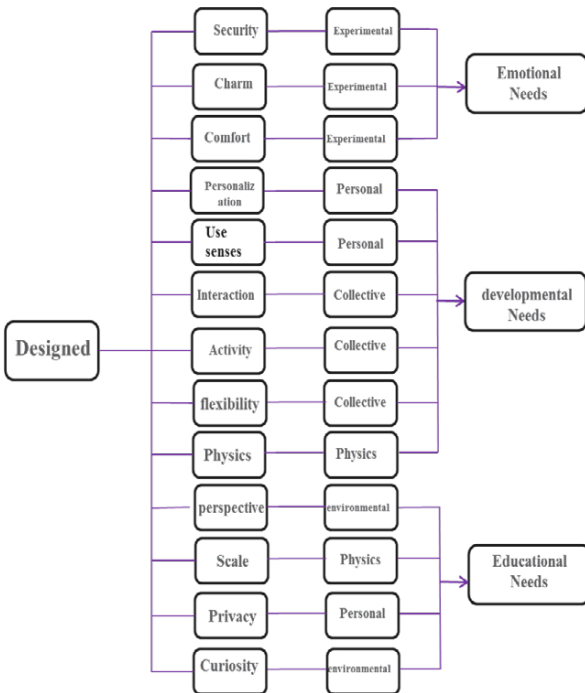 Security
Experimental
Emotional
Needs
Charm
Experimental
Comfort
Experimental
Personaliz
ation
Personal
Use
senses
Personal
Interaction
Collective
developmental
Needs
Designed
Activity
Collective
flexibility
Collective
Physics
Physics
perspective
environmental
Scale
Physics
Educational
Needs
Privacy
Personal
Curiosity
environmental